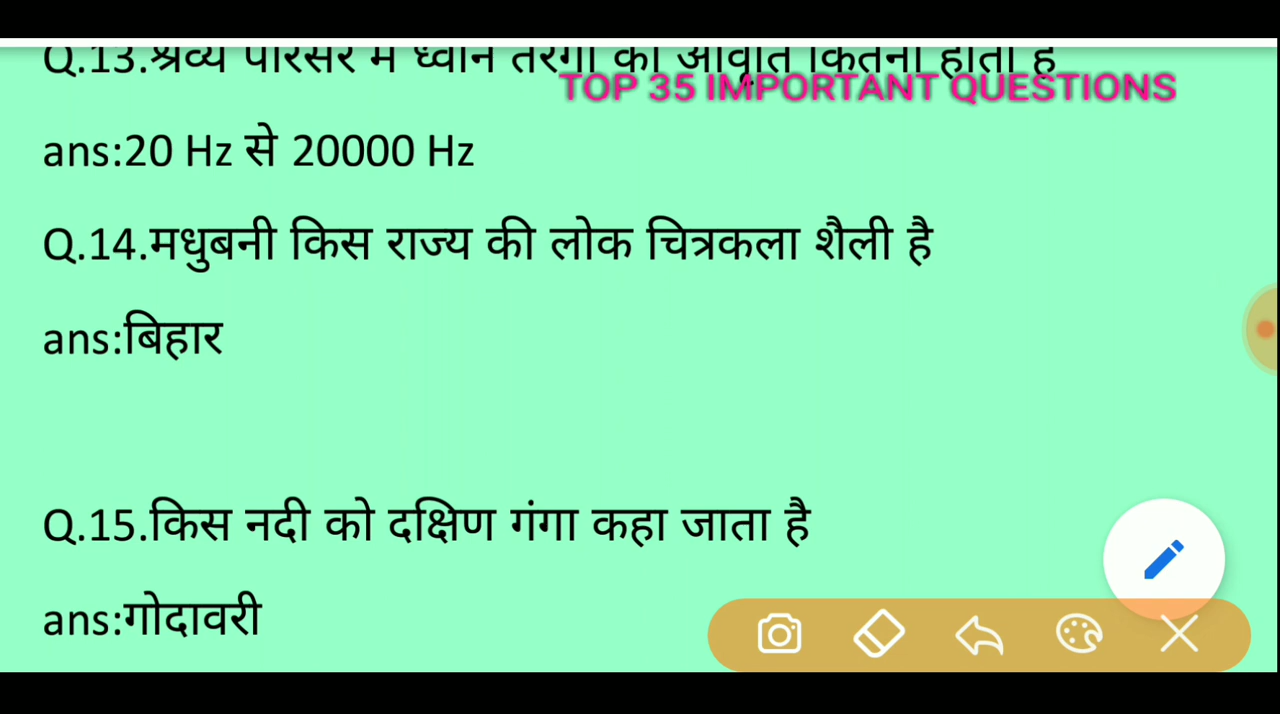 Q.13.श्रव्य परिसर में ध्वनि तरंगों की आवृति कितनी होती है
TOP 35 IMPORTANT QUESTIONS
ans:20 Hz से 20000 Hz
Q.14.मधुबनी किस राज्य की लोक चित्रकला शैली है
ans:बिहार
Q.15.किस नदी को दक्षिण गंगा कहा जाता है
ans:गोदावरी